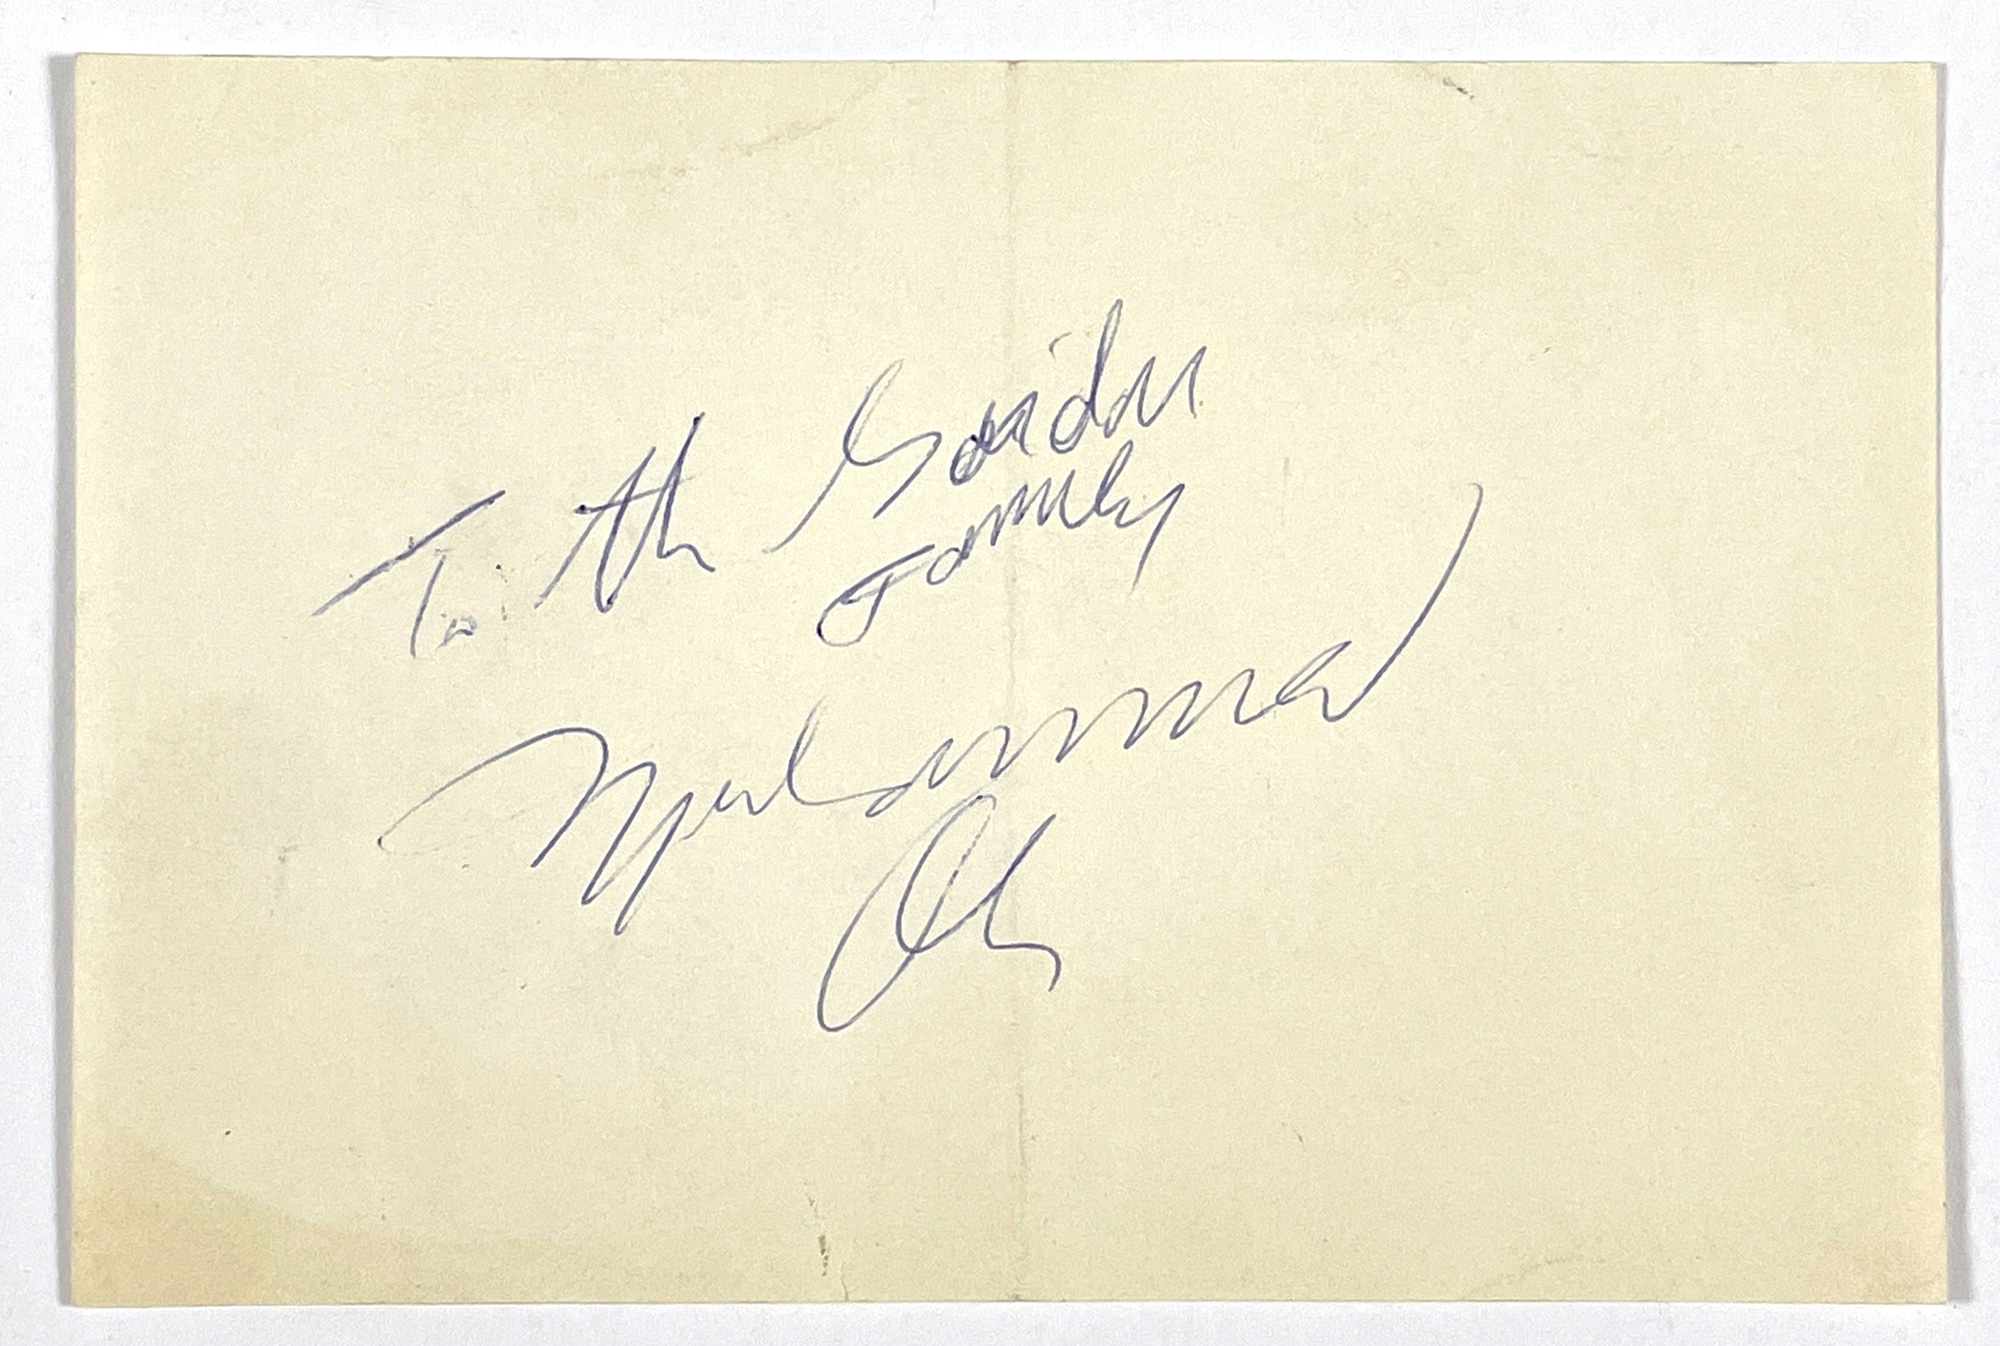 To the Gordon
Family
Muhammad
Ali